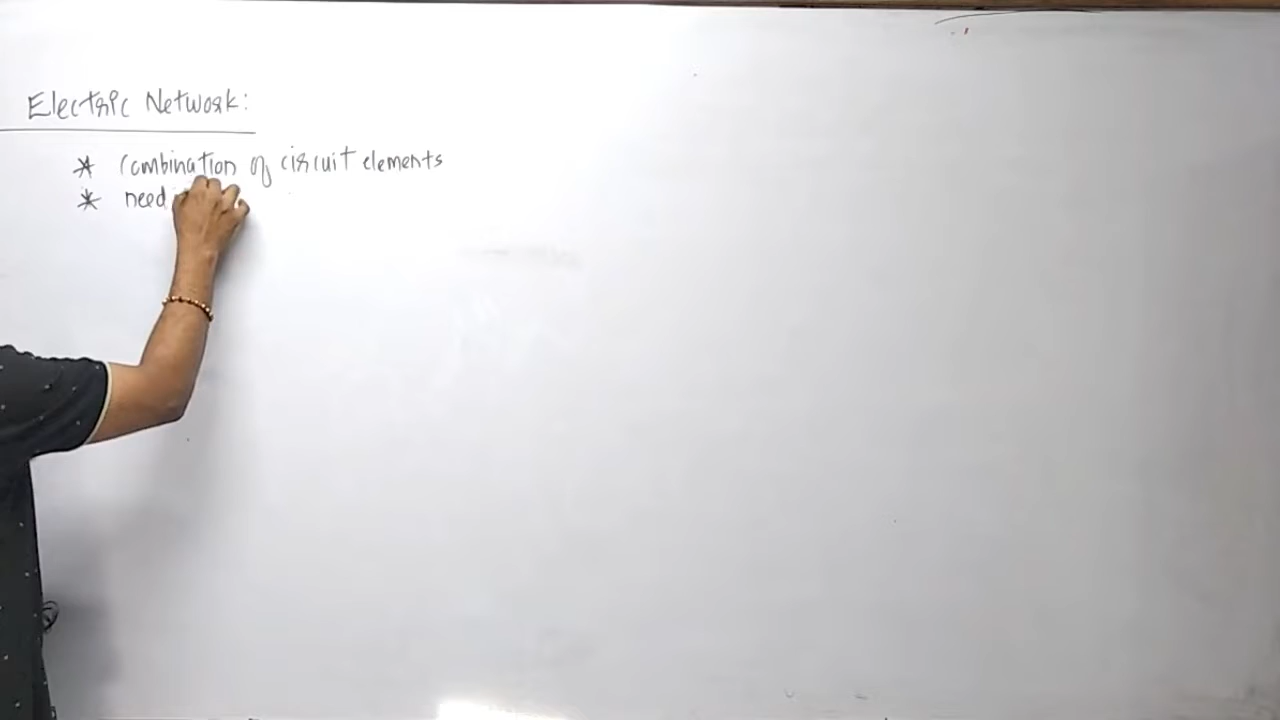 Electric Network:
* Combination of circuit elements
* need